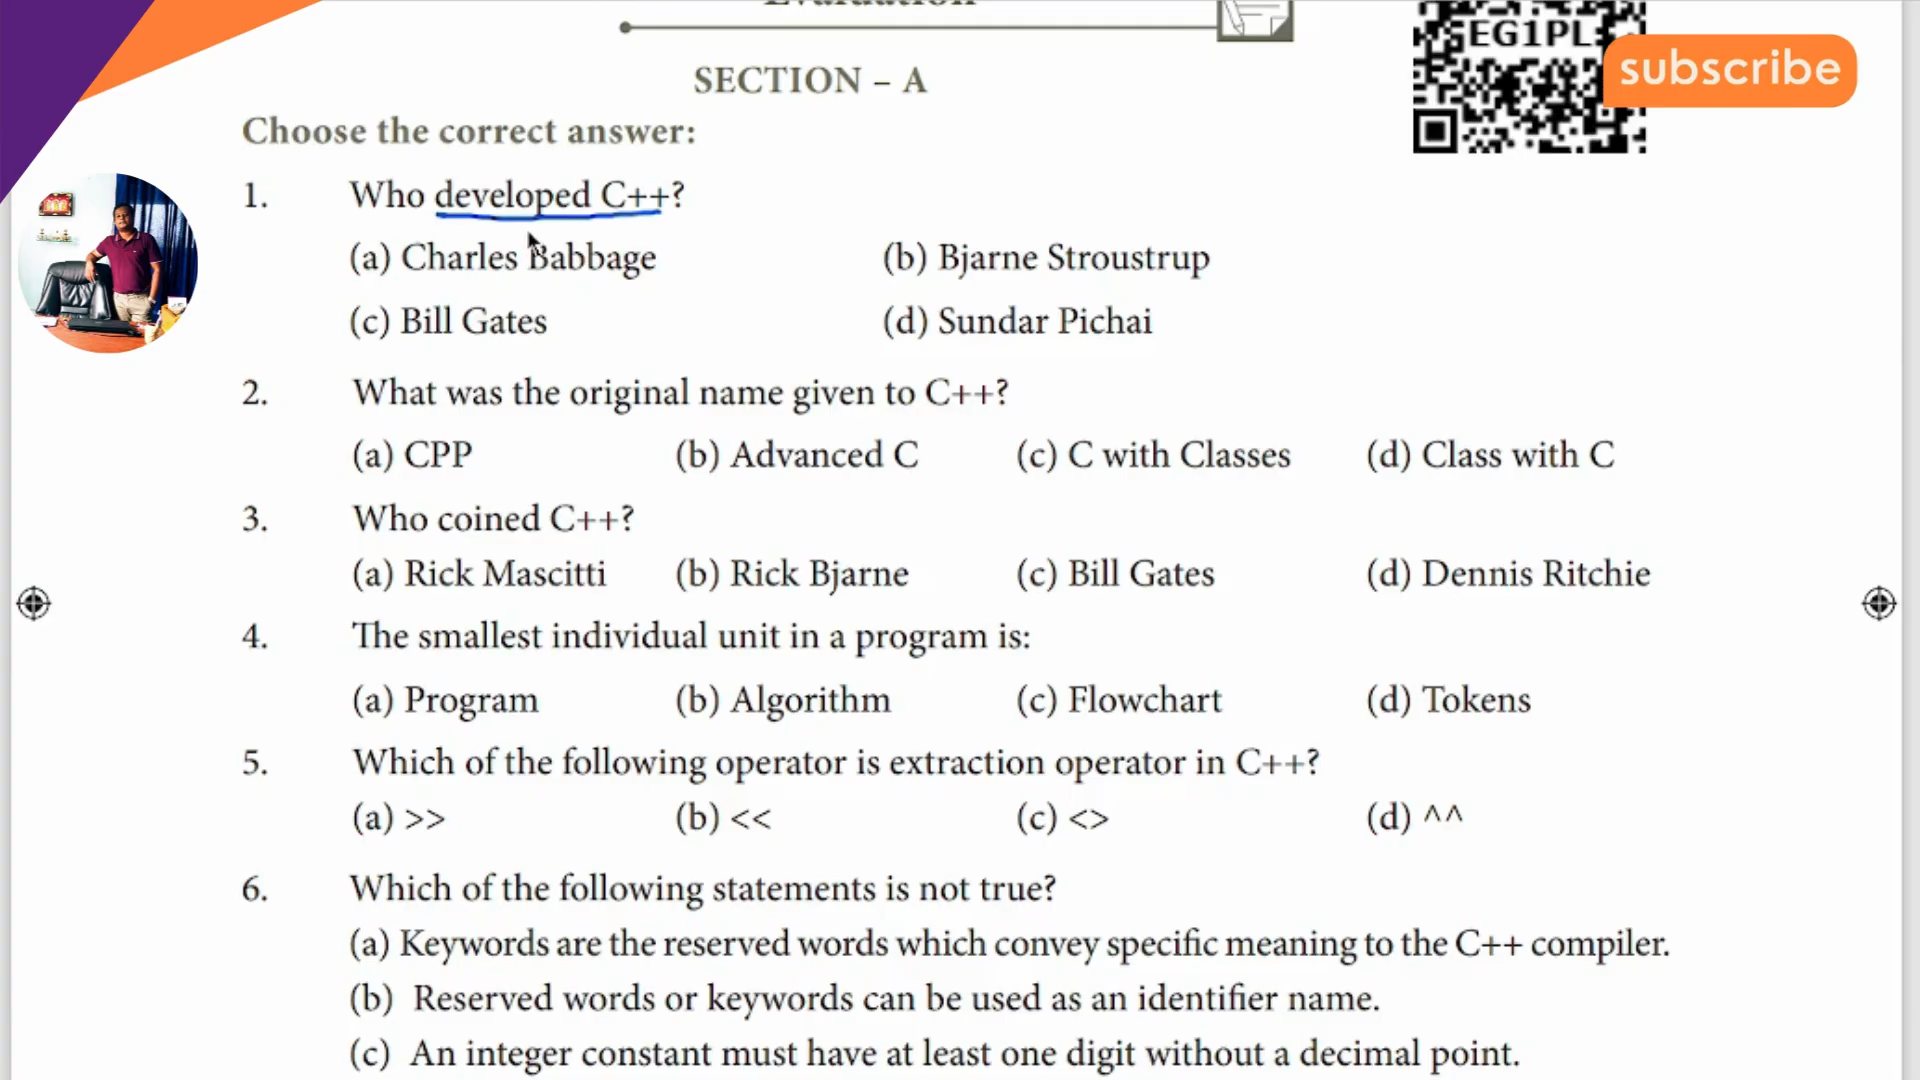 Evaluation
EG1PL
subscribe
SECTION – A
Choose the correct answer:
1. Who developed C++?
(a) Charles Babbage (b) Bjarne Stroustrup
(c) Bill Gates (d) Sundar Pichai
2. What was the original name given to C++?
(a) CPP (b) Advanced C (c) C with Classes (d) Class with C
3. Who coined C++?
(a) Rick Mascitti (b) Rick Bjarne (c) Bill Gates (d) Dennis Ritchie
4. The smallest individual unit in a program is:
(a) Program (b) Algorithm (c) Flowchart (d) Tokens
5. Which of the following operator is extraction operator in C++?
(a) >> (b) << (c) <> (d) ^^
6. Which of the following statements is not true?
(a) Keywords are the reserved words which convey specific meaning to the C++ compiler.
(b) Reserved words or keywords can be used as an identifier name.
(c) An integer constant must have at least one digit without a decimal point.